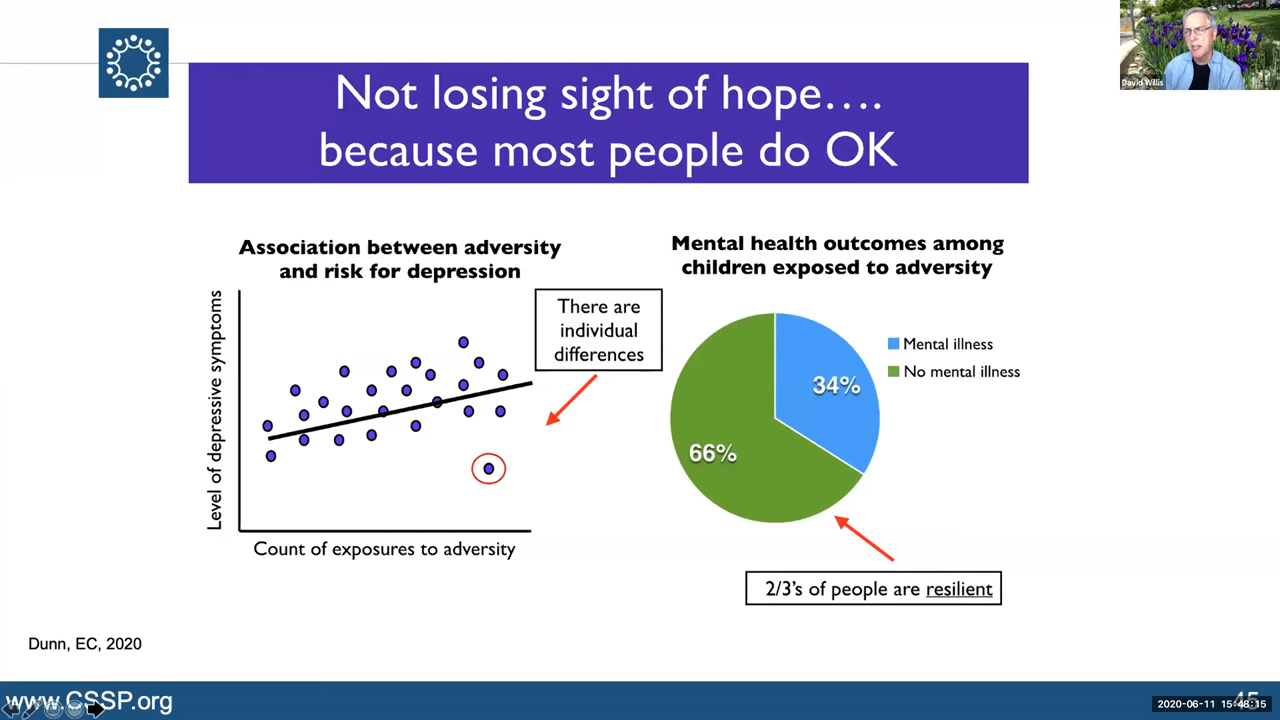 David Willis
Not losing sight of hope….
because most people do OK
Association between adversity
and risk for depression
Level of depressive symptoms
Count of exposures to adversity
There are
individual
differences
Mental health outcomes among
children exposed to adversity
34%
66%
Mental illness
No mental illness
2/3's of people are resilient
Dunn, EC, 2020
www.CSSP.org
45
2020-06-11 15:48:15